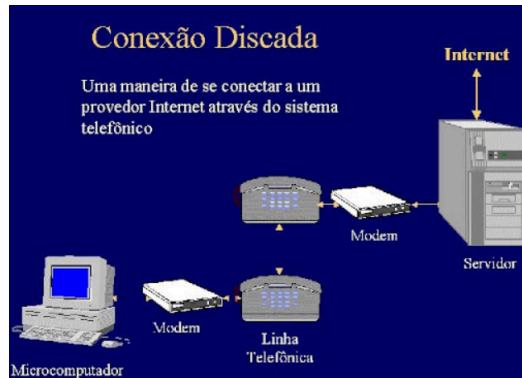 Conexão Discada
Internet
Uma maneira de se conectar a um
provedor Internet através do sistema
telefônico
Modem
Servidor
Modem
Linha
Telefônica
Microcomputador